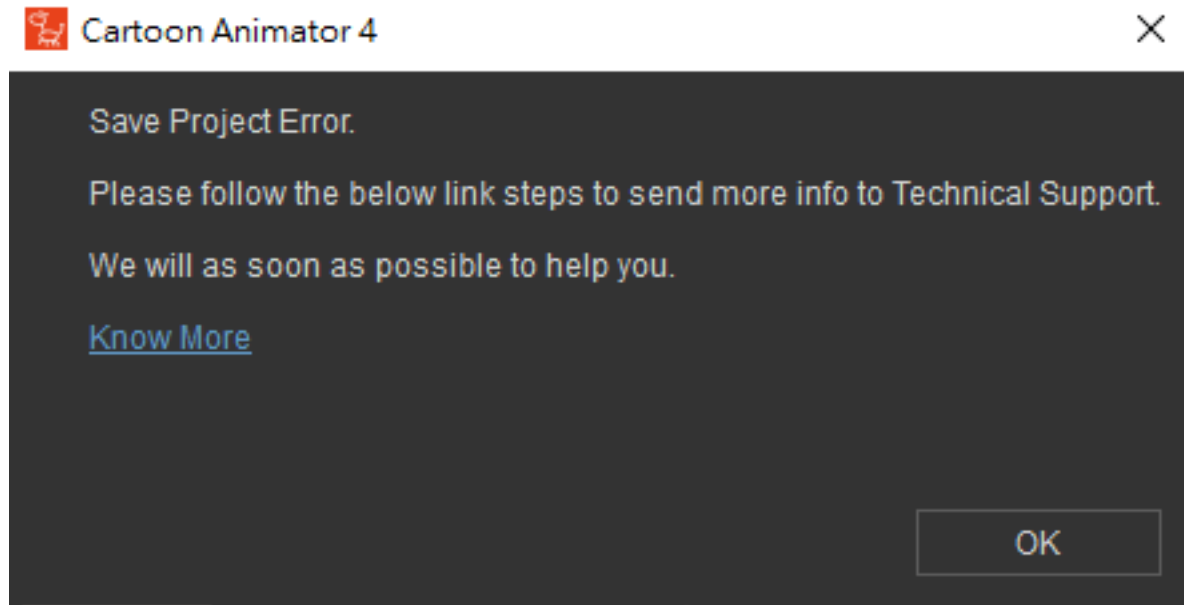 Cartoon Animator 4
Save Project Error.
Please follow the below link steps to send more info to Technical Support.
We will as soon as possible to help you.
Know More
OK